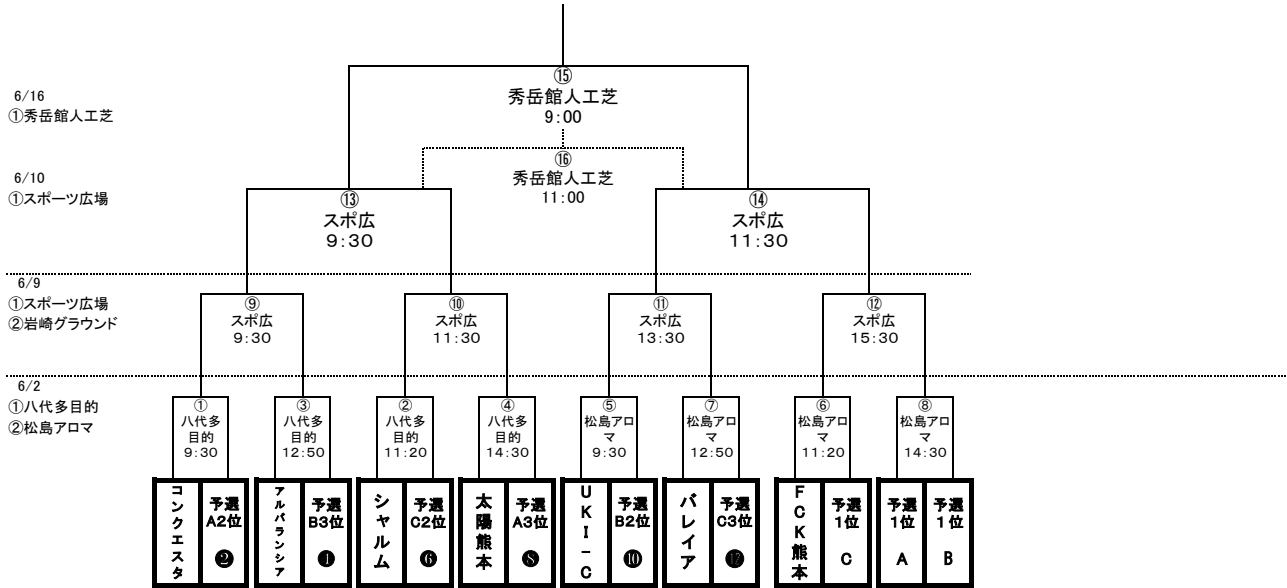 ⑮
秀岳館人工芝
9:00
6/16
①秀岳館人工芝
⑯
秀岳館人工芝
11:00
6/10
①スポーツ広場
⑬
スポ広
9:30
⑭
スポ広
11:30
6/9
①スポーツ広場
②岩崎グラウンド
⑨
スポ広
9:30
⑩
スポ広
11:30
⑪
スポ広
13:30
⑫
スポ広
15:30
6/2
①八代多目的
②松島アロマ
①
八代多
目的
9:30
③
八代多
目的
12:50
②
八代多
目的
11:20
④
八代多
目的
14:30
⑤
松島アロ
マ
9:30
⑦
松島アロ
マ
12:50
⑥
松島アロ
マ
11:20
⑧
松島アロ
マ
14:30
コンクエスタ
予選
A2位
❷
アルバランシア
予選
B3位
❶
シャルム
予選
C2位
❻
太陽熊本
予選
A3位
❽
UKI-C
予選
B2位
❿
バレイア
予選
C3位
⓬
FCK熊本
予選
1位
C
予選
1位
A
予選
1位
B